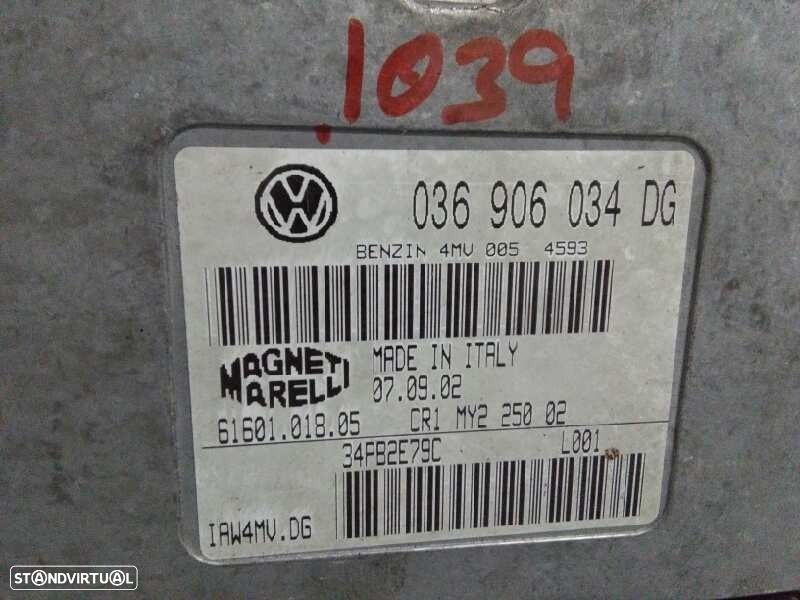 1039
036 906 034 DG
BENZIN 4MV 005 4593
MAGNETI MARELLI
MADE IN ITALY
07.09.02
61601.018.05 CR1 MY2 250 02
34FB2E79C L001
IAW4MV.DG
STANDVIRTUAL